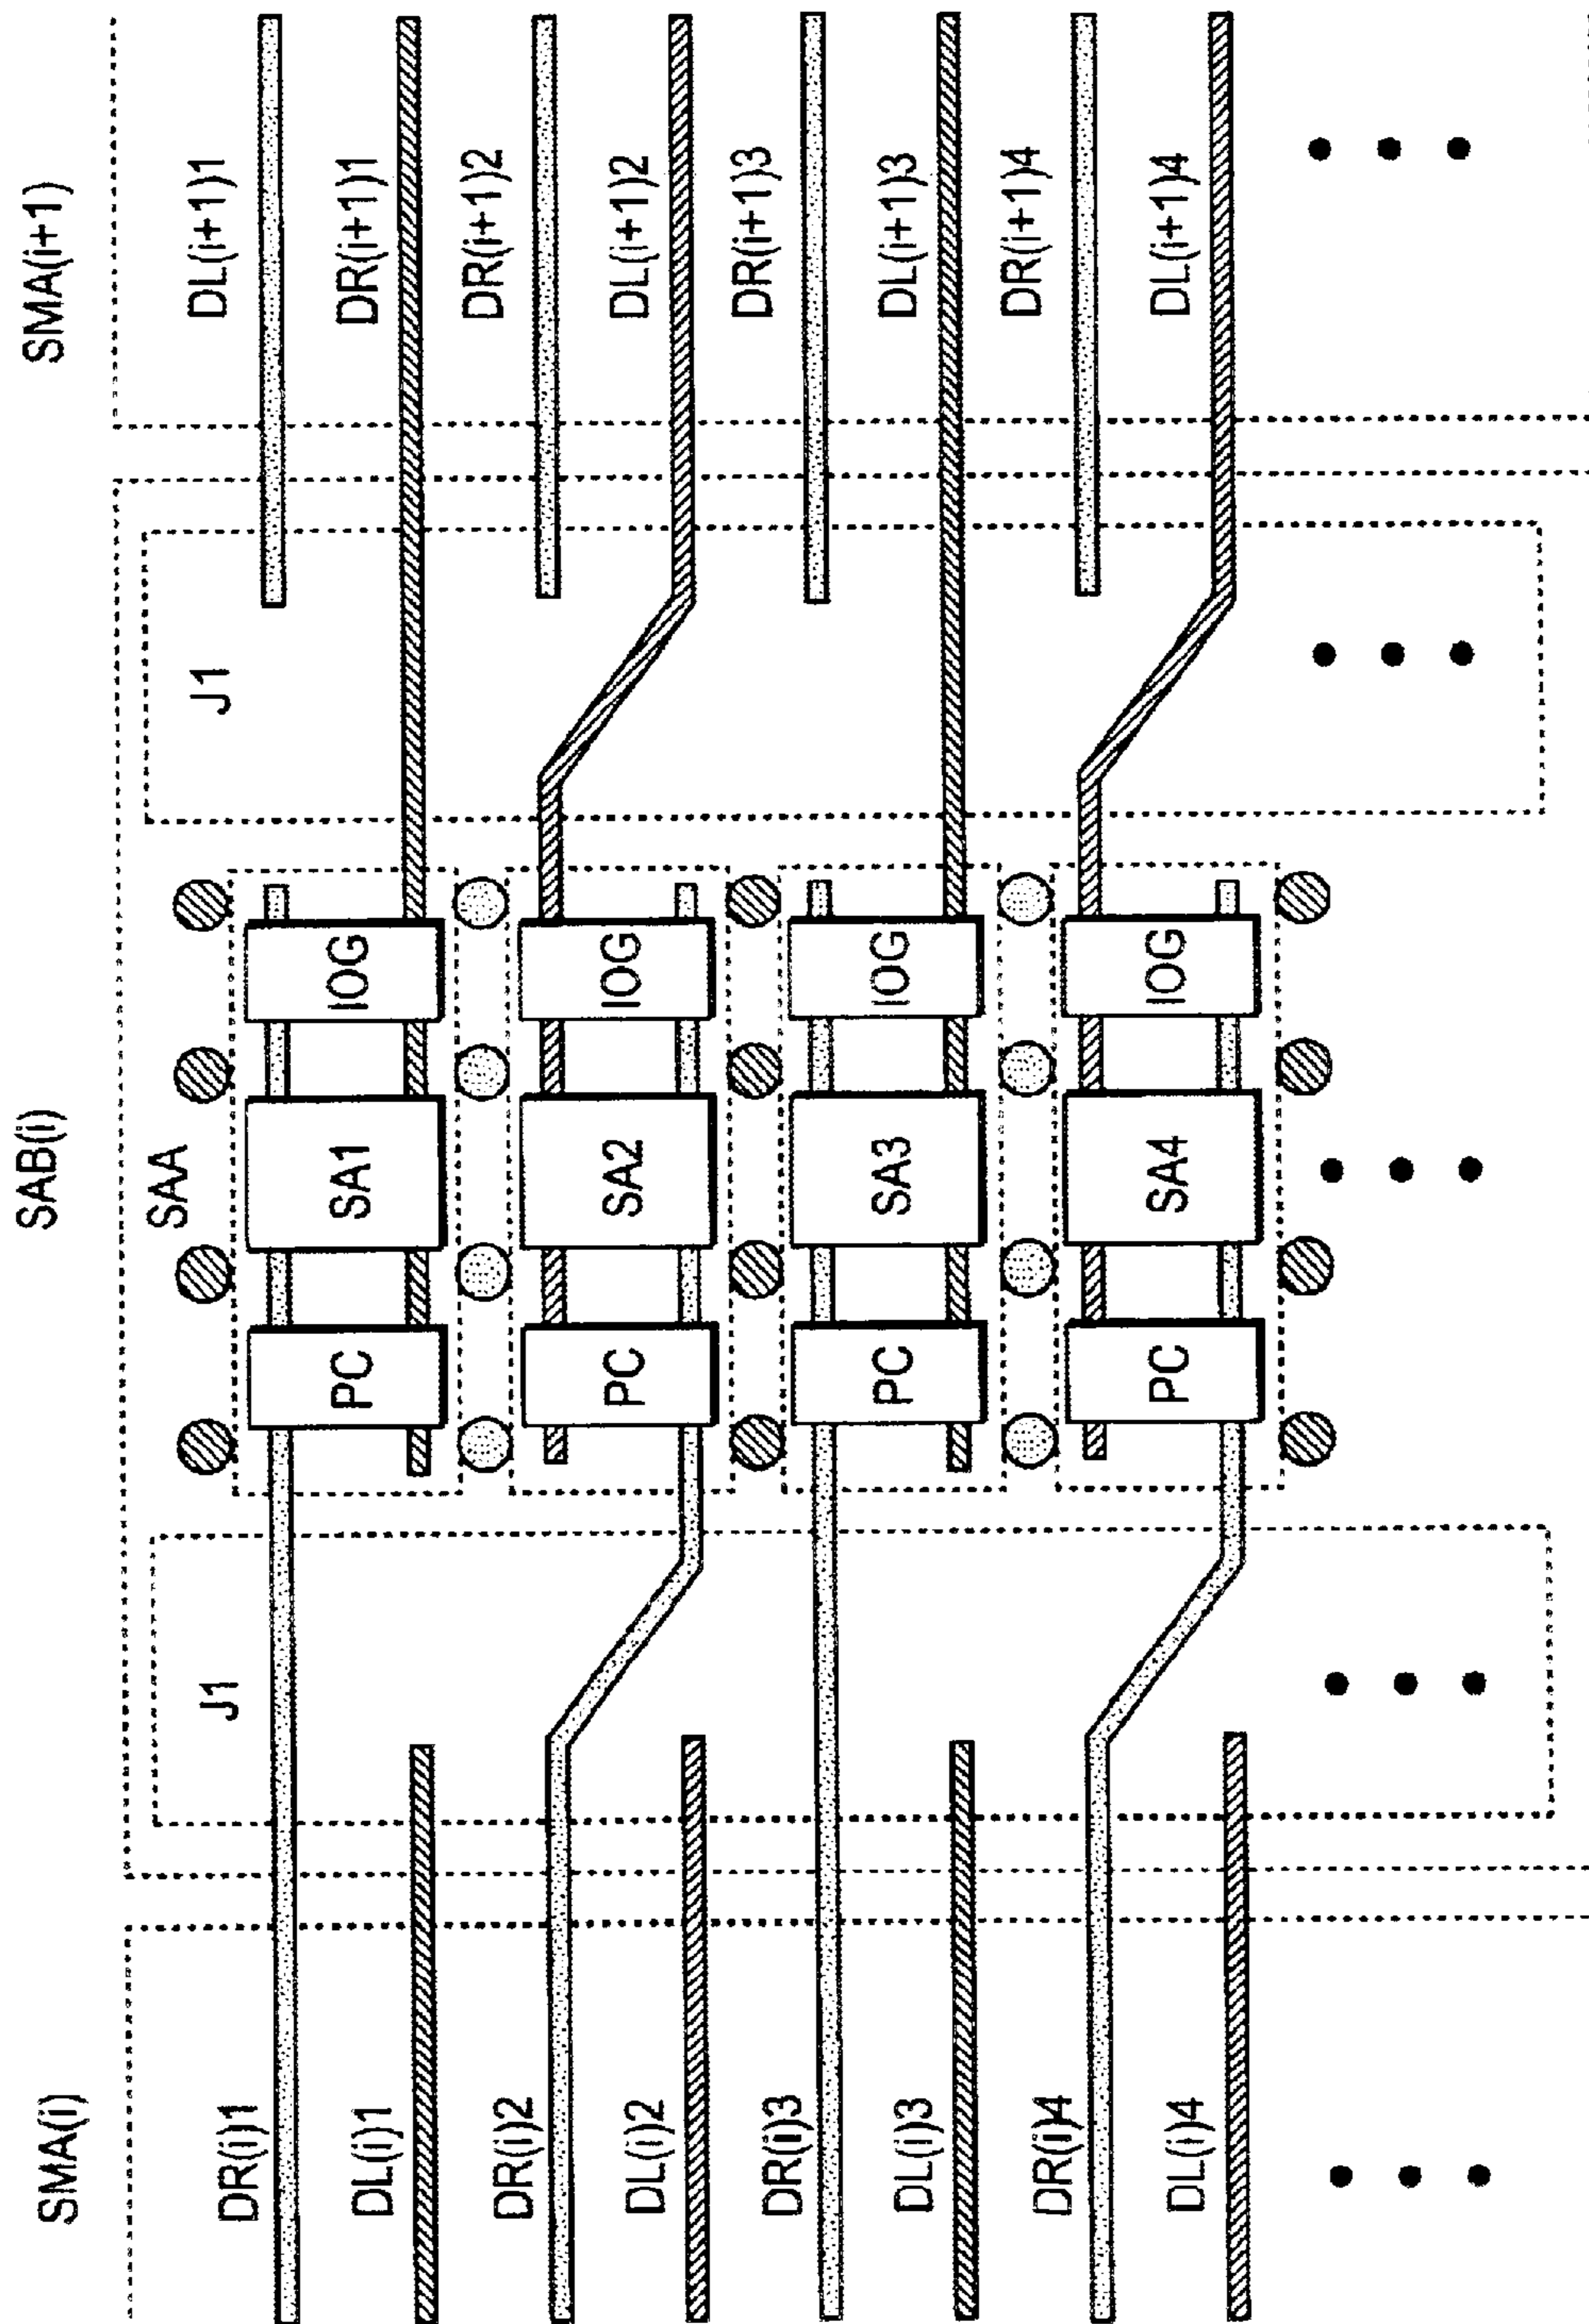 SMA(i) SAB(i) SMA(i+1)
SAA
DR(i)1 J1 J1 DL(i+1)1
DL(i)1 PC SA1 IOG DR(i+1)1
DR(i)2 DR(i+1)2
DL(i)2 PC SA2 IOG DL(i+1)2
DR(i)3 DR(i+1)3
DL(i)3 PC SA3 IOG DL(i+1)3
DR(i)4 DR(i+1)4
DL(i)4 PC SA4 IOG DL(i+1)4